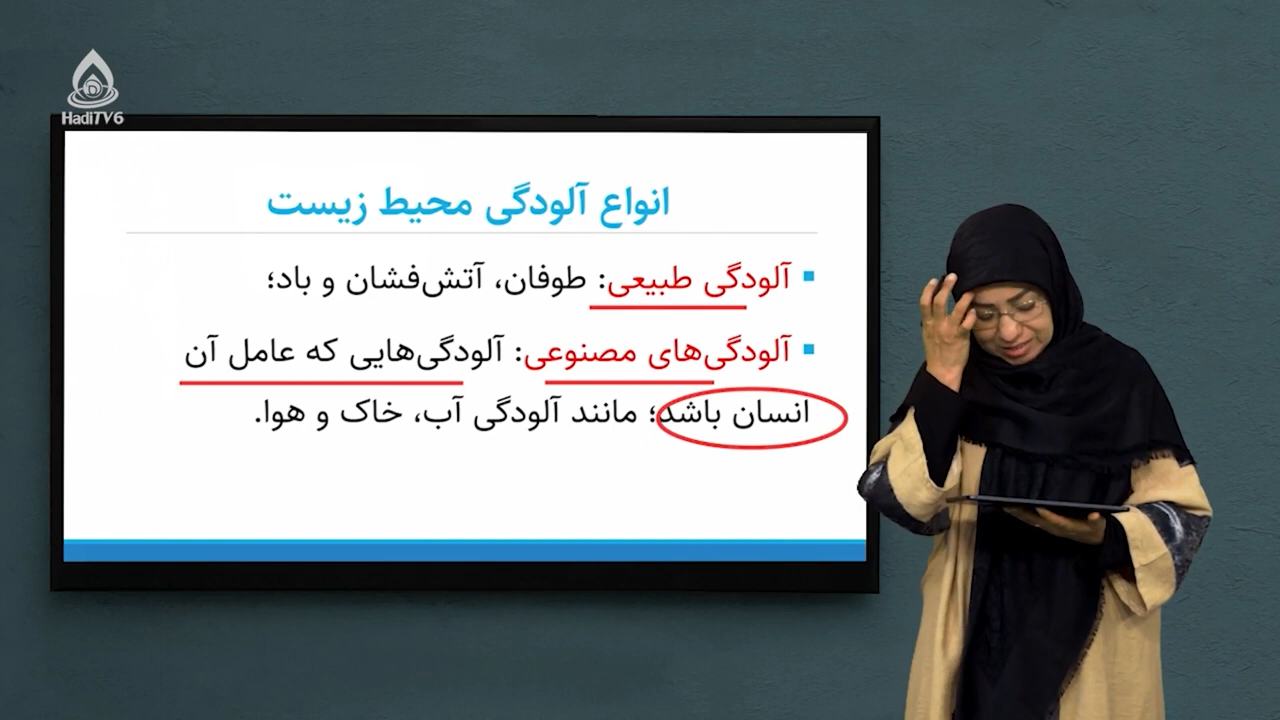 HadiTV6
انواع آلودگی محیط زیست
آلودگی طبیعی: طوفان، آتش‌فشان و باد؛
آلودگی‌های مصنوعی: آلودگی‌هایی که عامل آن
انسان باشد؛ مانند آلودگی آب، خاک و هوا.